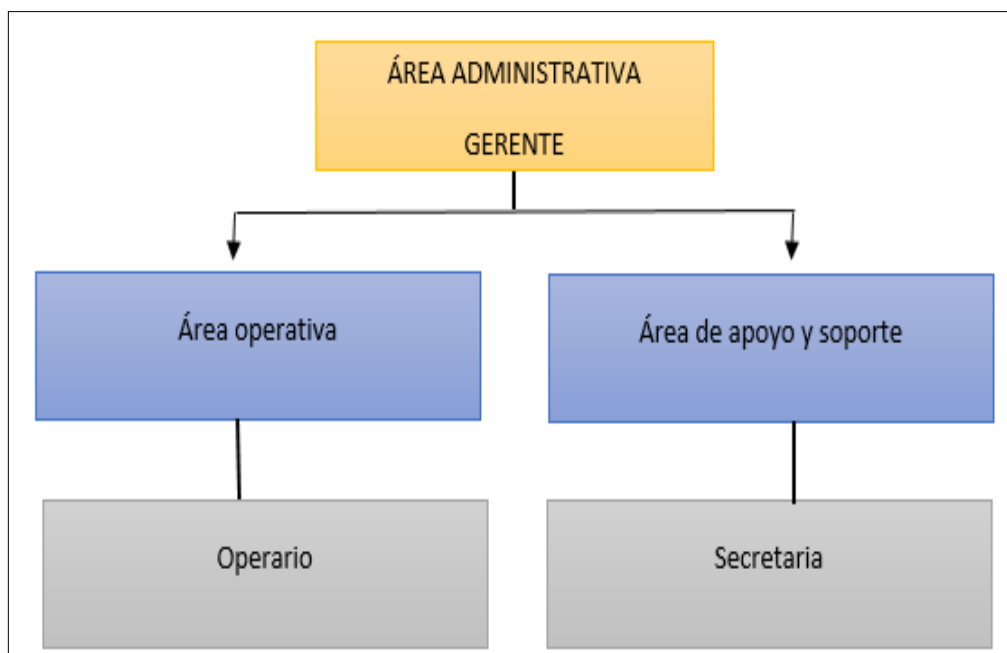 ÁREA ADMINISTRATIVA
GERENTE
Área operativa
Área de apoyo y soporte
Operario
Secretaria